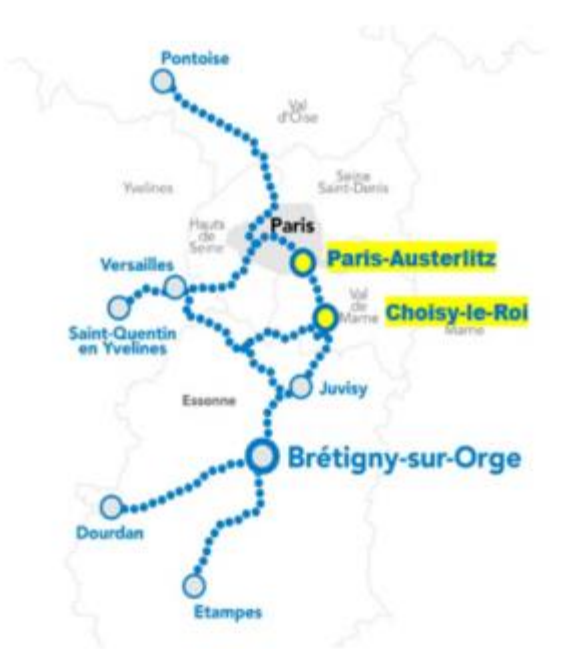 Pontoise
Val
d'Oise
Yvelines
Seine
Saint-Denis
Hauts
de
Seine
Paris
Paris-Austerlitz
Versailles
Val
de
Marne
Choisy-le-Roi
Marne
Saint-Quentin
en Yvelines
Juvisy
Essonne
Brétigny-sur-Orge
Dourdan
Etampes